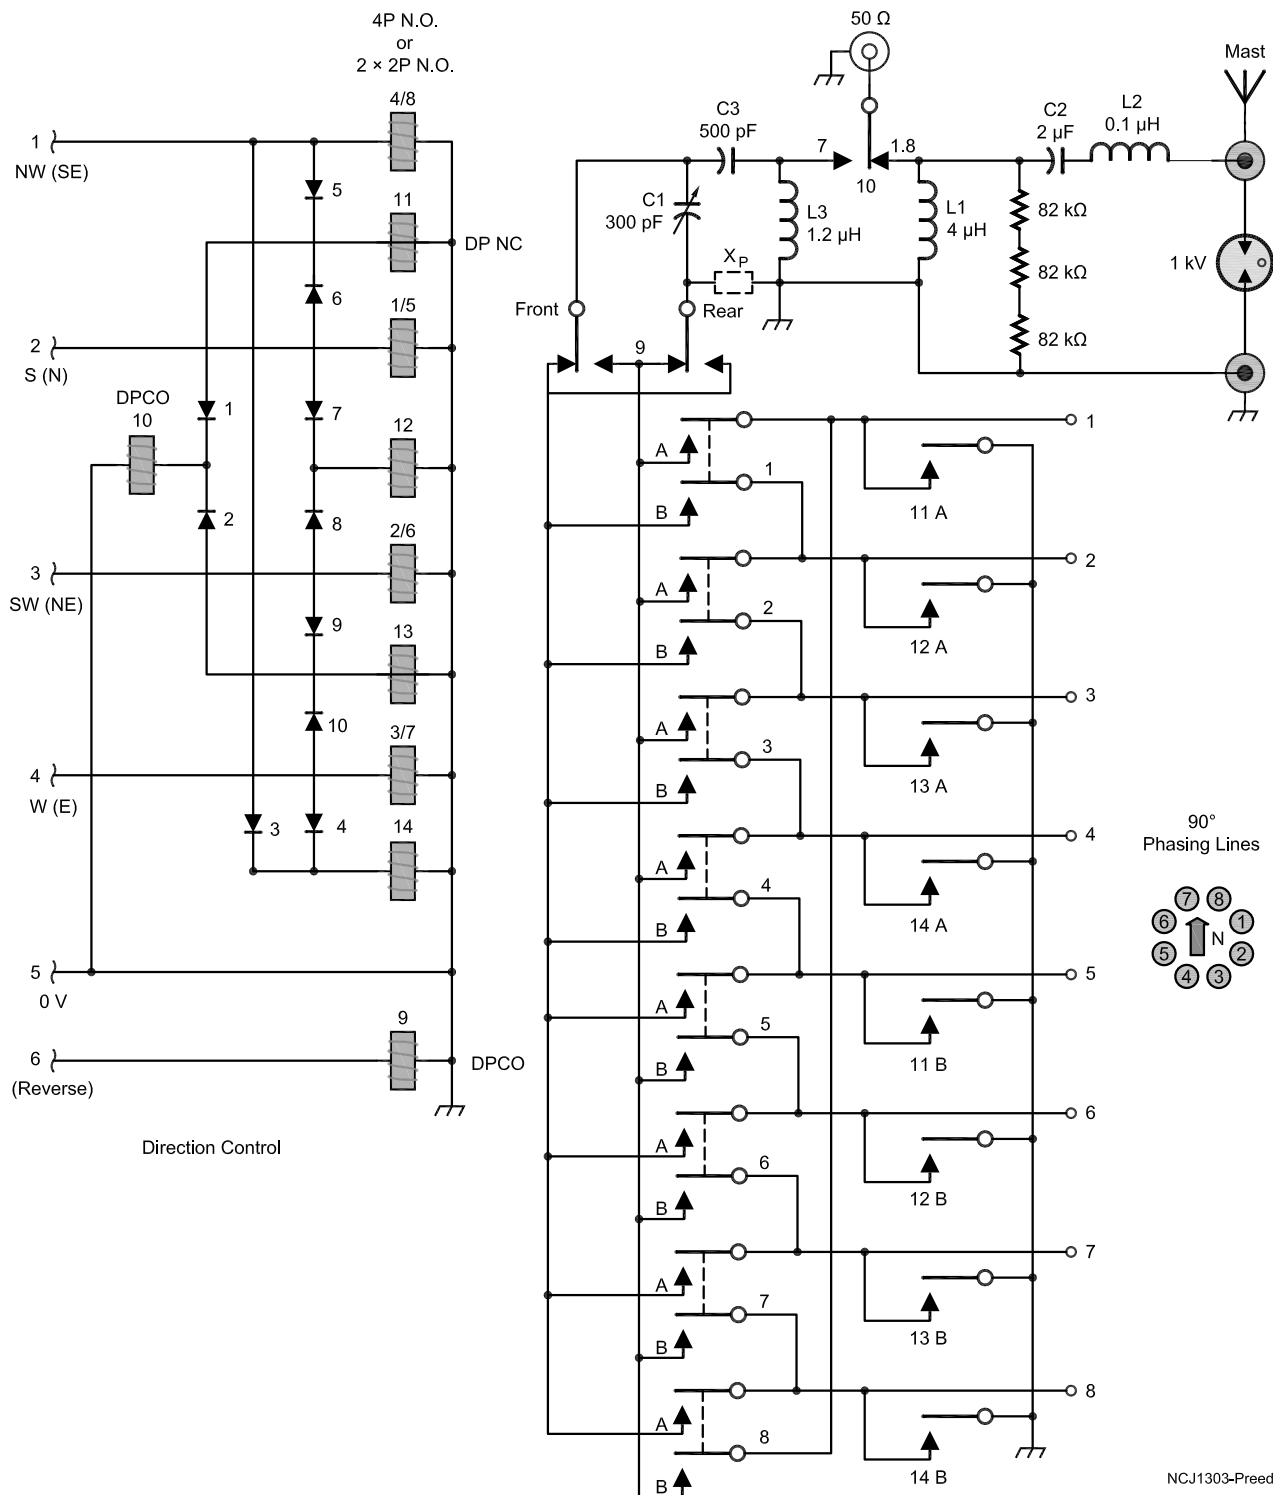 4P N.O.
or
2 × 2P N.O.
4/8
1
NW (SE)
5
11
DP NC
6
1/5
2
S (N)
DPCO
10
1
7
12
2
8
2/6
3
SW (NE)
9
13
10
3/7
4
W (E)
3
4
14
5
0 V
9
6
(Reverse)
DPCO
Direction Control
50 Ω
Mast
C3
500 pF
7
1.8
10
C2
2 µF
L2
0.1 µH
C1
300 pF
L3
1.2 µH
L1
4 µH
82 kΩ
82 kΩ
82 kΩ
1 kV
XP
Front
Rear
9
1
A
1
B
11 A
2
A
2
B
12 A
3
A
3
B
13 A
4
A
4
B
14 A
5
A
5
B
11 B
6
A
6
B
12 B
7
A
7
B
13 B
8
A
8
B
14 B
90°
Phasing Lines
7 8
6 1
N
5 2
4 3
NCJ1303-Preed